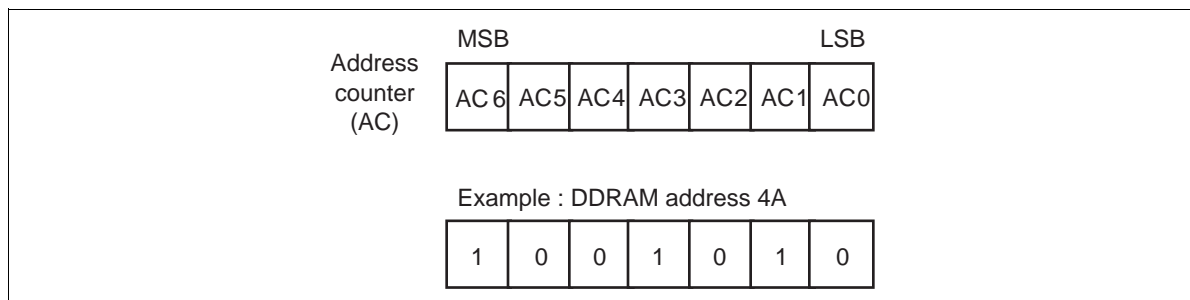 MSB LSB
Address
counter
(AC)
AC6 AC5 AC4 AC3 AC2 AC1 AC0
Example : DDRAM address 4A
1 0 0 1 0 1 0